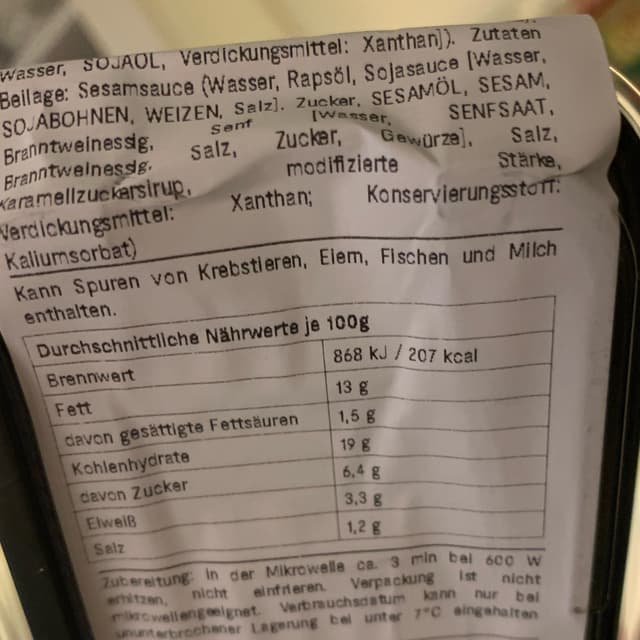 Wasser, SOJAÖL, Verdickungsmittel: Xanthan]). Zutaten
Beilage: Sesamsauce (Wasser, Rapsöl, Sojasauce [Wasser,
SOJABOHNEN, WEIZEN, Salz]. Zucker, SESAMÖL, SESAM,
Branntweinessig, Senf [Wasser, SENFSAAT,
Branntweinessig. Salz, Zucker, Gewürze], Salz,
Karamellzuckersirup, modifizierte Stärke,
Verdickungsmittel: Xanthan; Konservierungsstoff:
Kaliumsorbat)
Kann Spuren von Krebstieren, Eiern, Fischen und Milch
enthalten.
Durchschnittliche Nährwerte je 100g
Brennwert 868 kJ / 207 kcal
Fett 13 g
davon gesättigte Fettsäuren 1,5 g
Kohlenhydrate 19 g
davon Zucker 6,4 g
Eiweiß 3,3 g
Salz 1,2 g
Zubereitung: In der Mikrowelle ca. 3 min bei 600 W
erhitzen, nicht einfrieren. Verpackung ist nicht
mikrowellengeeignet. Verbrauchsdatum kann nur bei
ununterbrochener Lagerung bei unter 7°C eingehalten